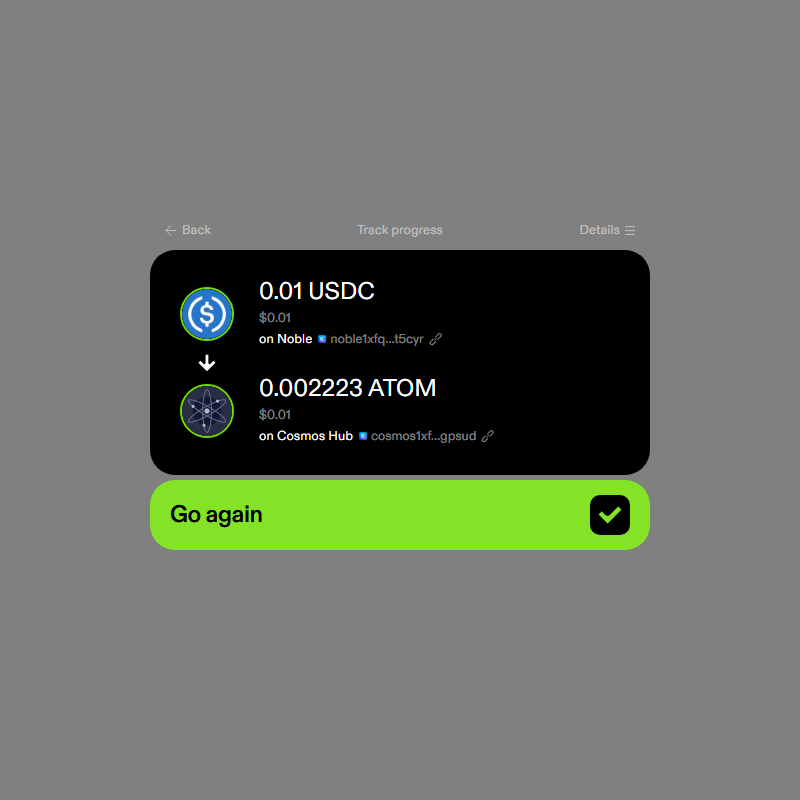 Back
Track progress
Details
0.01 USDC
$0.01
on Noble noble1xfq...t5cyr
0.002223 ATOM
$0.01
on Cosmos Hub cosmos1xf...gpsud
Go again